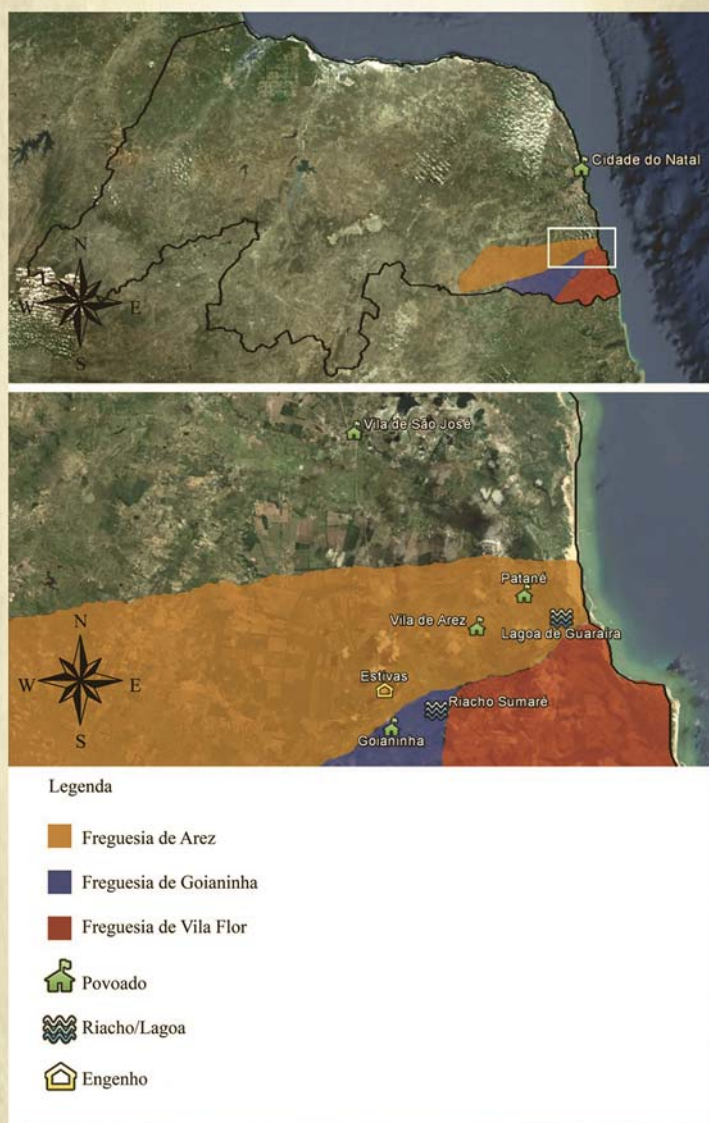 Cidade do Natal
N
W E
S
Vila de São José
Patané
Vila de Arez
Lagoa de Guaraíra
N
Estivas
W E
Riacho Sumaré
S
Goianinha
Legenda
Freguesia de Arez
Freguesia de Goianinha
Freguesia de Vila Flor
Povoado
Riacho/Lagoa
Engenho